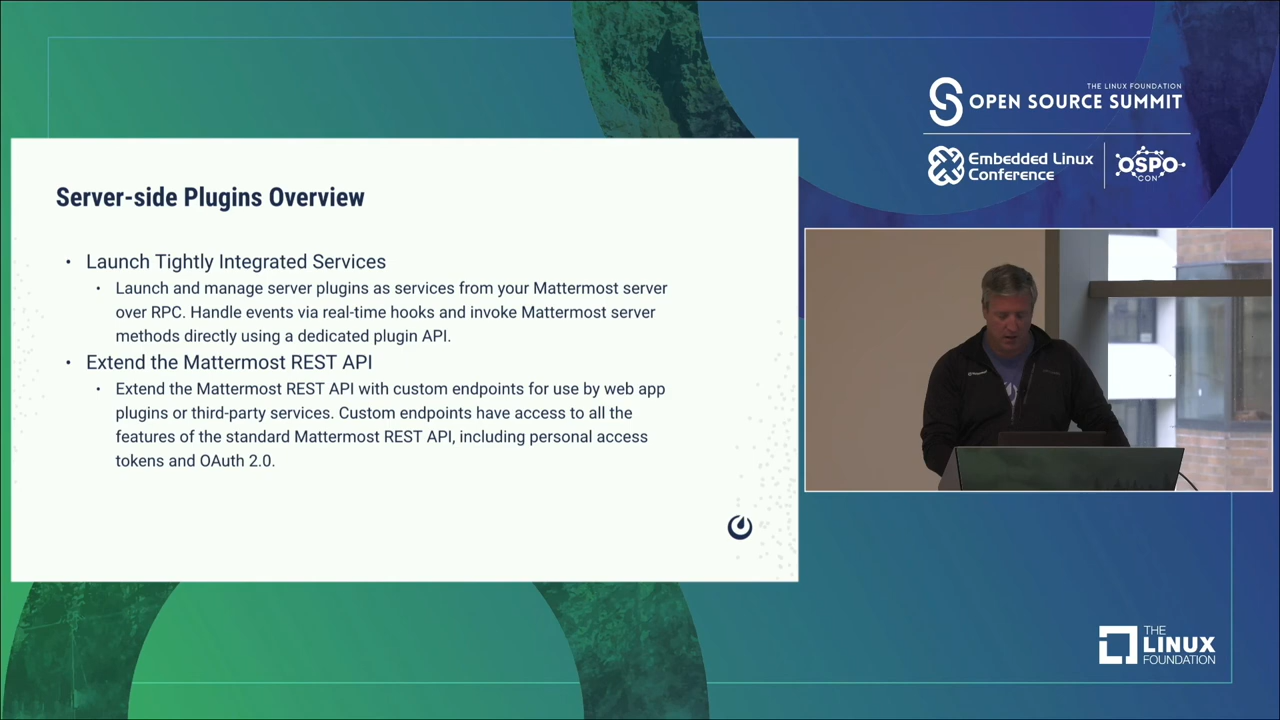 THE LINUX FOUNDATION
OPEN SOURCE SUMMIT
Embedded Linux
Conference
OSPO
CON
Server-side Plugins Overview
• Launch Tightly Integrated Services
• Launch and manage server plugins as services from your Mattermost server
over RPC. Handle events via real-time hooks and invoke Mattermost server
methods directly using a dedicated plugin API.
• Extend the Mattermost REST API
• Extend the Mattermost REST API with custom endpoints for use by web app
plugins or third-party services. Custom endpoints have access to all the
features of the standard Mattermost REST API, including personal access
tokens and OAuth 2.0.
THE
LINUX
FOUNDATION